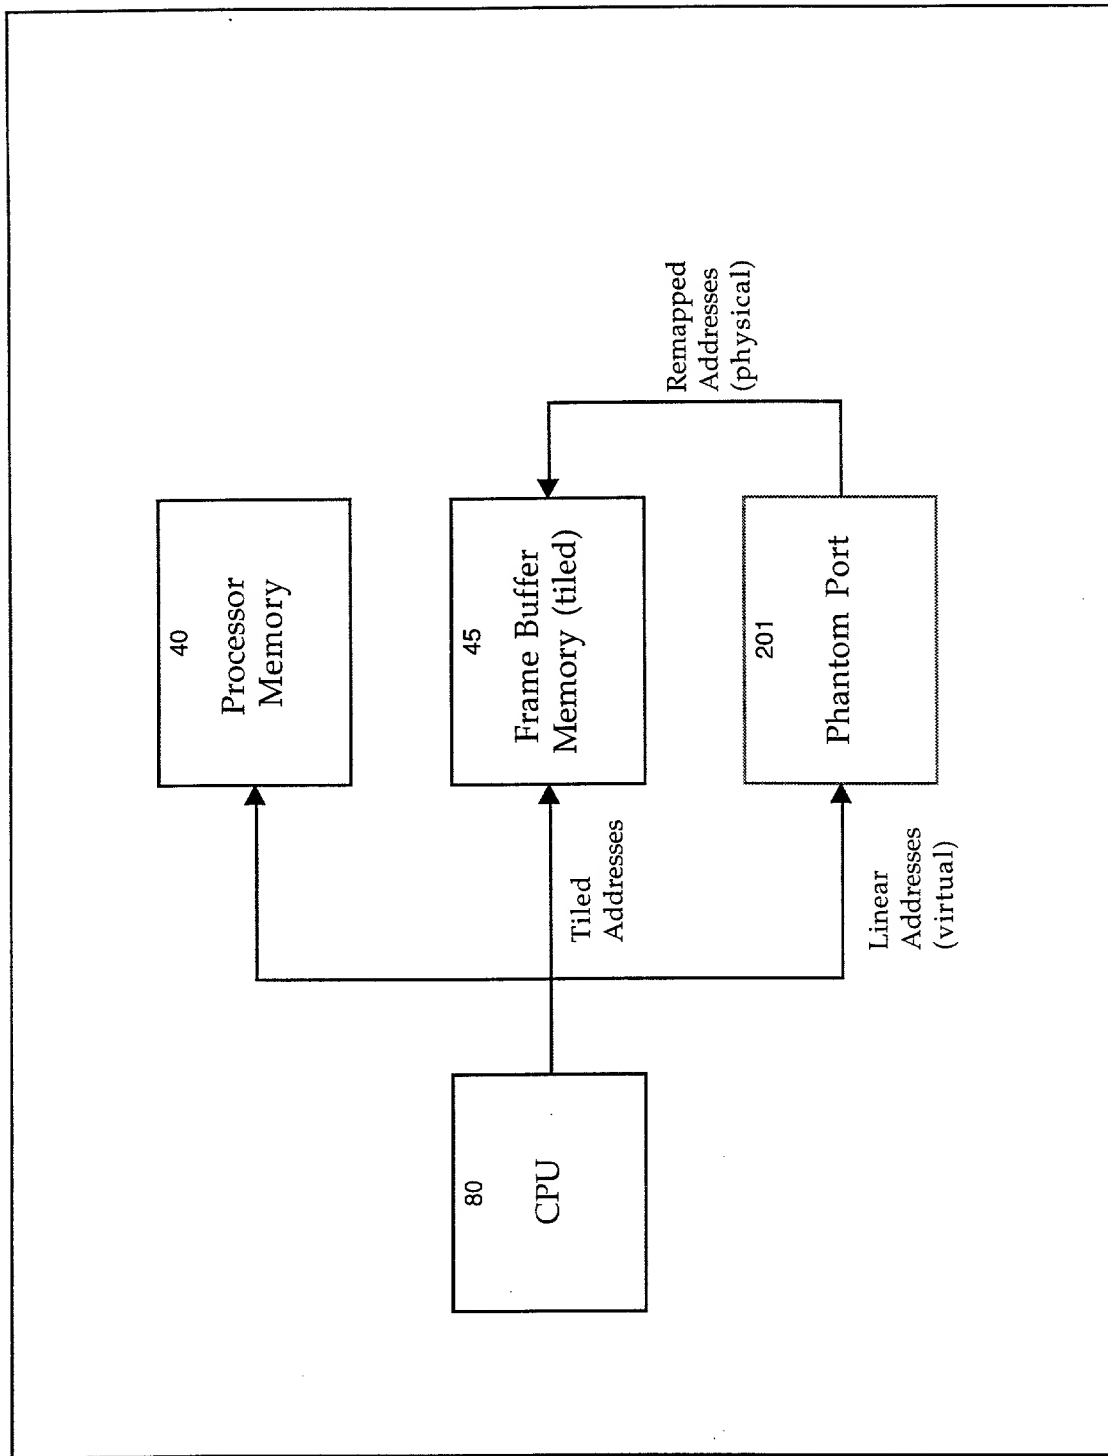 40
Processor
Memory
Remapped
Addresses
(physical)
80
CPU
Tiled
Addresses
45
Frame Buffer
Memory (tiled)
Linear
Addresses
(virtual)
201
Phantom Port